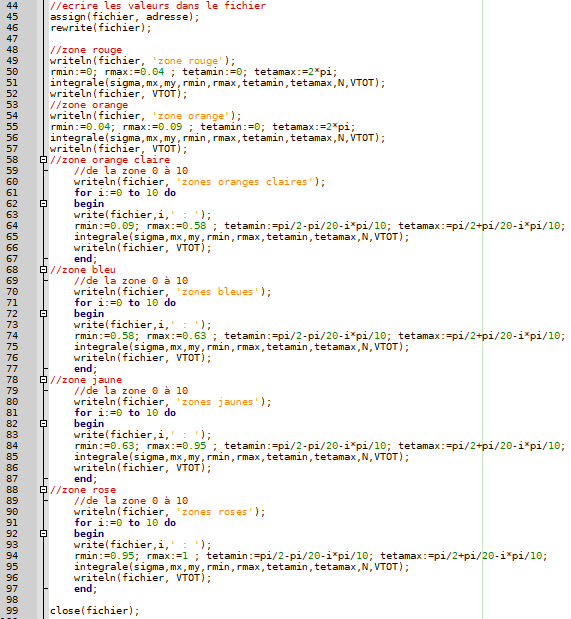 44 //ecrire les valeurs dans le fichier
45 assign(fichier, adresse);
46 rewrite(fichier);
47
48 //zone rouge
49 writeln(fichier, 'zone rouge');
50 rmin:=0; rmax:=0.04 ; tetamin:=0; tetamax:=2*pi;
51 integrale(sigma,mx,my,rmin,rmax,tetamin,tetamax,N,VTOT);
52 writeln(fichier, VTOT);
53 //zone orange
54 writeln(fichier, 'zone orange');
55 rmin:=0.04; rmax:=0.09 ; tetamin:=0; tetamax:=2*pi;
56 integrale(sigma,mx,my,rmin,rmax,tetamin,tetamax,N,VTOT);
57 writeln(fichier, VTOT);
58 //zone orange claire
59 //de la zone 0 à 10
60 writeln(fichier, 'zones oranges claires');
61 for i:=0 to 10 do
62 begin
63 write(fichier,i,' : ');
64 rmin:=0.09; rmax:=0.58 ; tetamin:=pi/2-pi/20-i*pi/10; tetamax:=pi/2+pi/20-i*pi/10;
65 integrale(sigma,mx,my,rmin,rmax,tetamin,tetamax,N,VTOT);
66 writeln(fichier, VTOT);
67 end;
68 //zone bleu
69 //de la zone 0 à 10
70 writeln(fichier, 'zones bleues');
71 for i:=0 to 10 do
72 begin
73 write(fichier,i,' : ');
74 rmin:=0.58; rmax:=0.63 ; tetamin:=pi/2-pi/20-i*pi/10; tetamax:=pi/2+pi/20-i*pi/10;
75 integrale(sigma,mx,my,rmin,rmax,tetamin,tetamax,N,VTOT);
76 writeln(fichier, VTOT);
77 end;
78 //zone jaune
79 //de la zone 0 à 10
80 writeln(fichier, 'zones jaunes');
81 for i:=0 to 10 do
82 begin
83 write(fichier,i,' : ');
84 rmin:=0.63; rmax:=0.95 ; tetamin:=pi/2-pi/20-i*pi/10; tetamax:=pi/2+pi/20-i*pi/10;
85 integrale(sigma,mx,my,rmin,rmax,tetamin,tetamax,N,VTOT);
86 writeln(fichier, VTOT);
87 end;
88 //zone rose
89 //de la zone 0 à 10
90 writeln(fichier, 'zones roses');
91 for i:=0 to 10 do
92 begin
93 write(fichier,i,' : ');
94 rmin:=0.95; rmax:=1 ; tetamin:=pi/2-pi/20-i*pi/10; tetamax:=pi/2+pi/20-i*pi/10;
95 integrale(sigma,mx,my,rmin,rmax,tetamin,tetamax,N,VTOT);
96 writeln(fichier, VTOT);
97 end;
98
99 close(fichier);